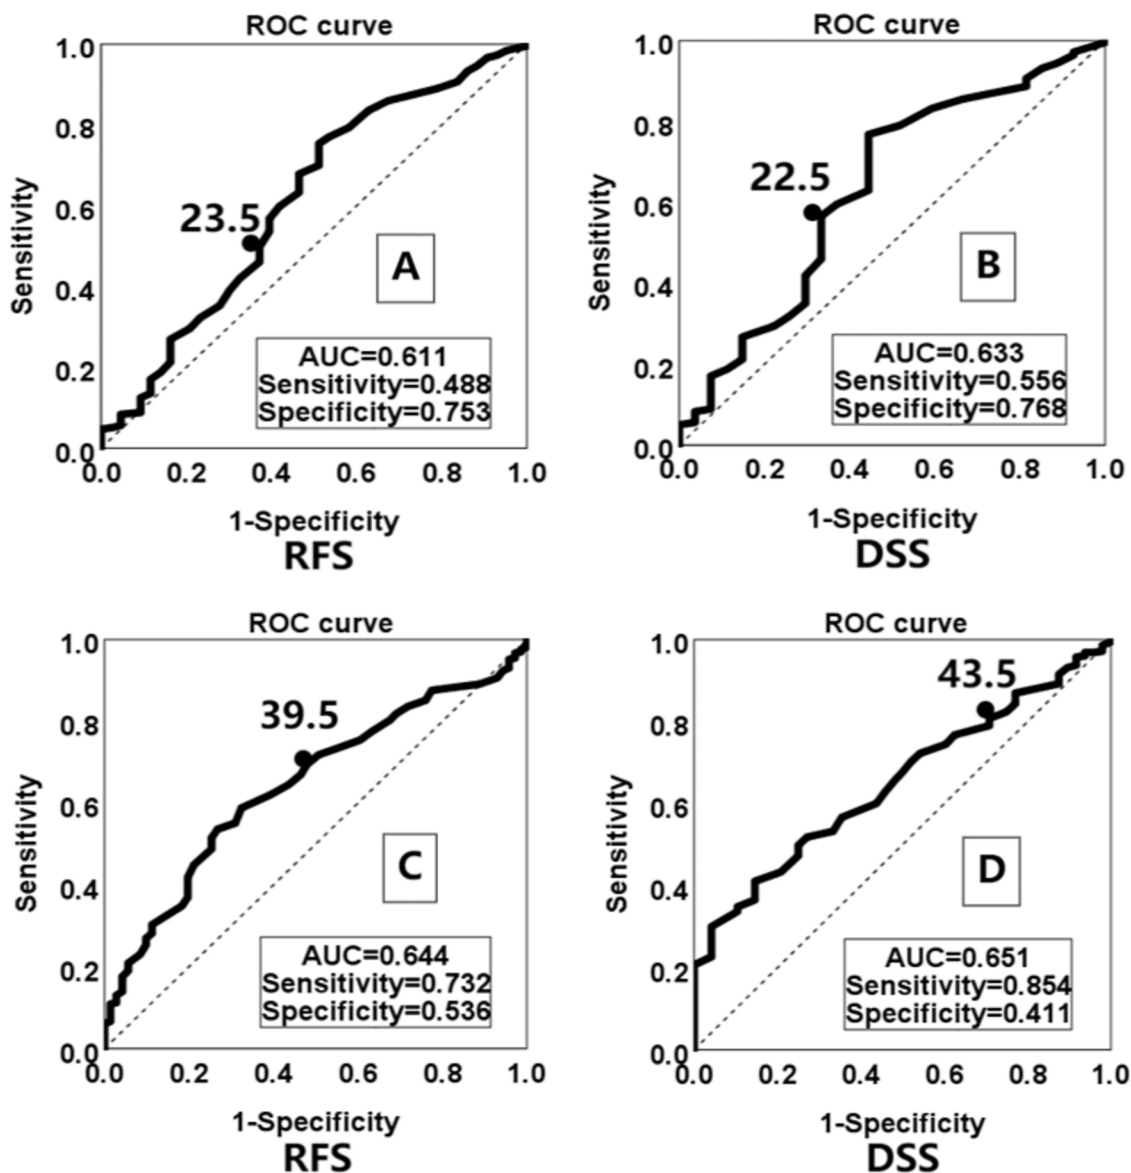 ROC curve
1.0
0.8
0.6
0.4
0.2
0.0
Sensitivity
23.5
A
AUC=0.611
Sensitivity=0.488
Specificity=0.753
0.0 0.2 0.4 0.6 0.8 1.0
1-Specificity
RFS
ROC curve
1.0
0.8
0.6
0.4
0.2
0.0
Sensitivity
22.5
B
AUC=0.633
Sensitivity=0.556
Specificity=0.768
0.0 0.2 0.4 0.6 0.8 1.0
1-Specificity
DSS
ROC curve
1.0
0.8
0.6
0.4
0.2
0.0
Sensitivity
39.5
C
AUC=0.644
Sensitivity=0.732
Specificity=0.536
0.0 0.2 0.4 0.6 0.8 1.0
1-Specificity
RFS
ROC curve
1.0
0.8
0.6
0.4
0.2
0.0
Sensitivity
43.5
D
AUC=0.651
Sensitivity=0.854
Specificity=0.411
0.0 0.2 0.4 0.6 0.8 1.0
1-Specificity
DSS